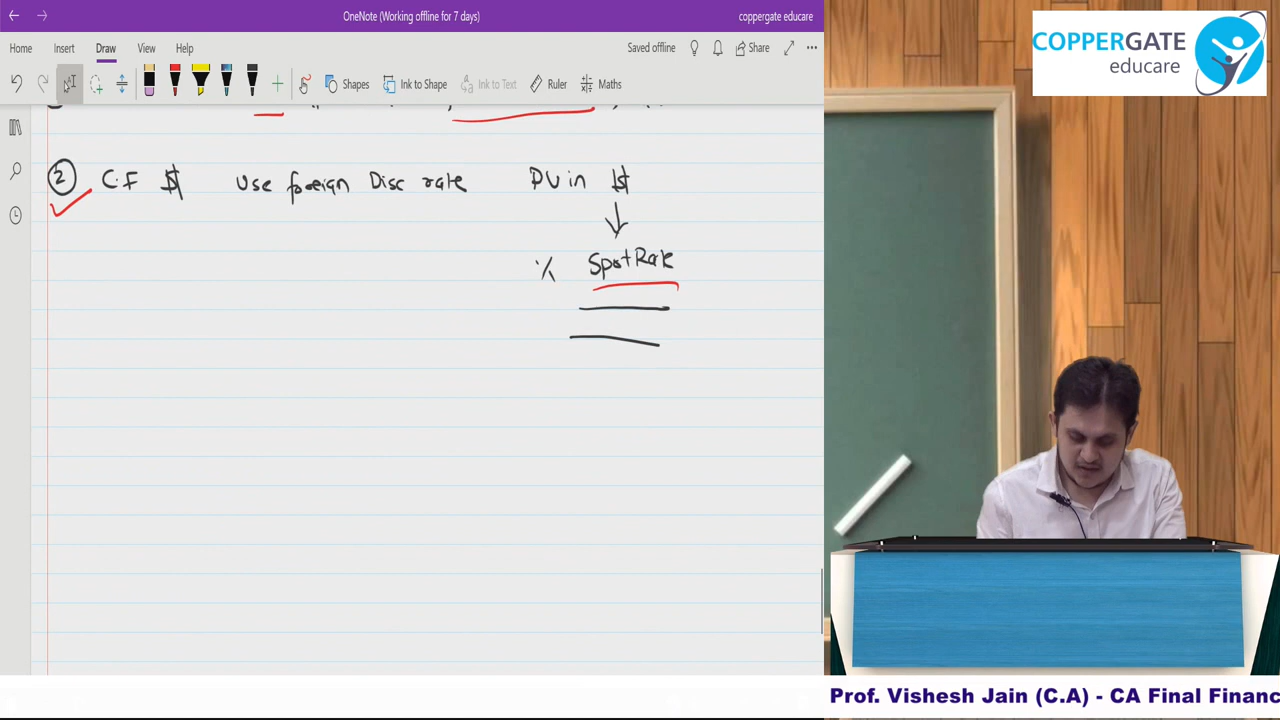 OneNote (Working offline for 7 days)
coppergate educare
Home Insert Draw View Help
Saved offline
Share
Shapes
Ink to Shape
Ink to Text
Ruler
Maths
COPPERGATE
educare
2 C.F $ Use foreign Disc rate PV in $
Spot Rate
Prof. Vishesh Jain (C.A) - CA Final Financ